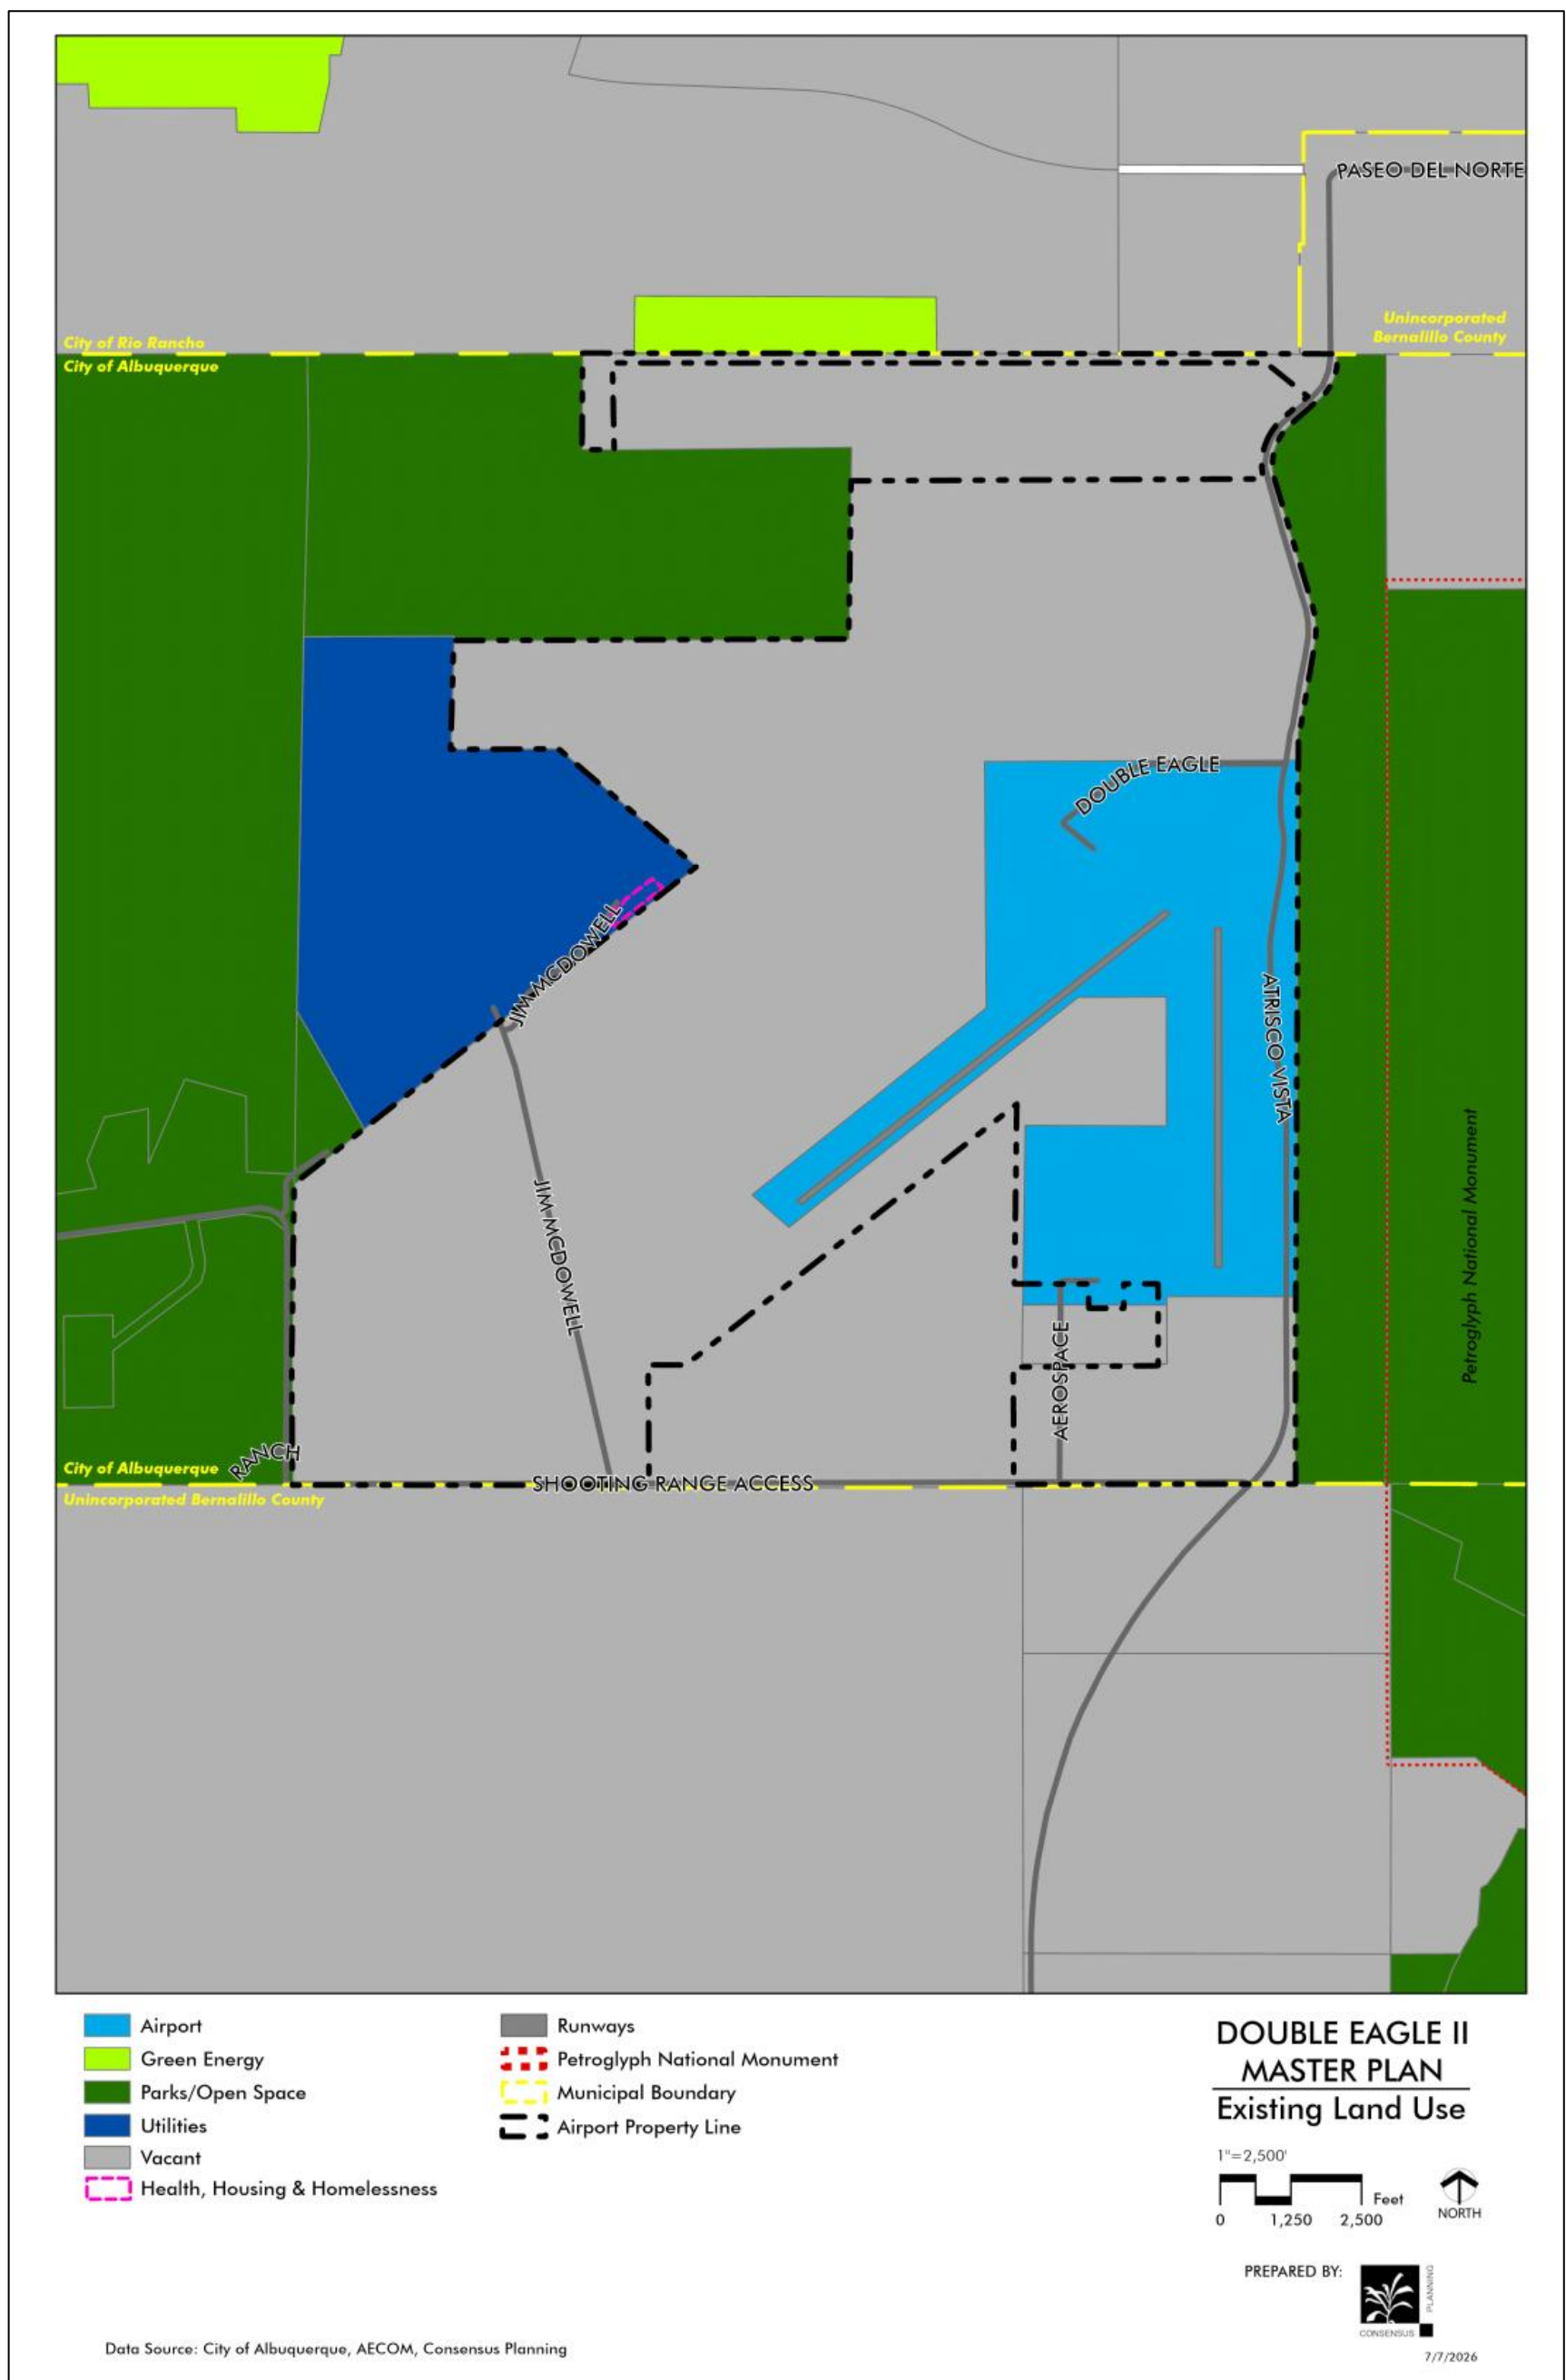 PASEO DEL NORTE
Unincorporated
Bernalillo County
City of Rio Rancho
City of Albuquerque
DOUBLE EAGLE
JIM MCDOWELL
ATRISCO VISTA
JIM MCDOWELL
Petroglyph National Monument
AEROSPACE
RANCH
City of Albuquerque
SHOOTING RANGE ACCESS
Unincorporated Bernalillo County
Airport
Green Energy
Parks/Open Space
Utilities
Vacant
Health, Housing & Homelessness
Runways
Petroglyph National Monument
Municipal Boundary
Airport Property Line
DOUBLE EAGLE II
MASTER PLAN
Existing Land Use
1"=2,500'
Feet
0 1,250 2,500
NORTH
PREPARED BY:
CONSENSUS
PLANNING
Data Source: City of Albuquerque, AECOM, Consensus Planning
7/7/2026